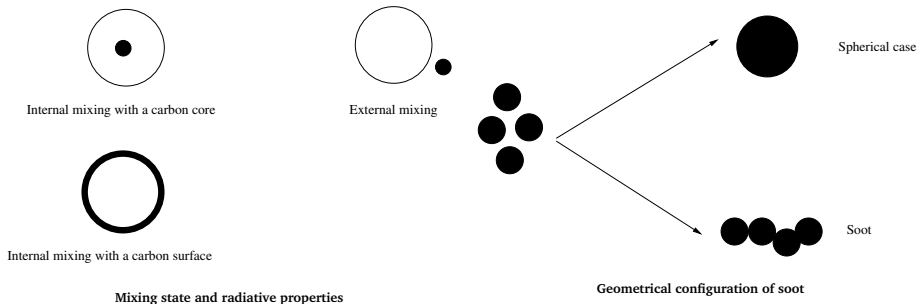 Spherical case
Internal mixing with a carbon core
External mixing
Soot
Internal mixing with a carbon surface
Geometrical configuration of soot
Mixing state and radiative properties